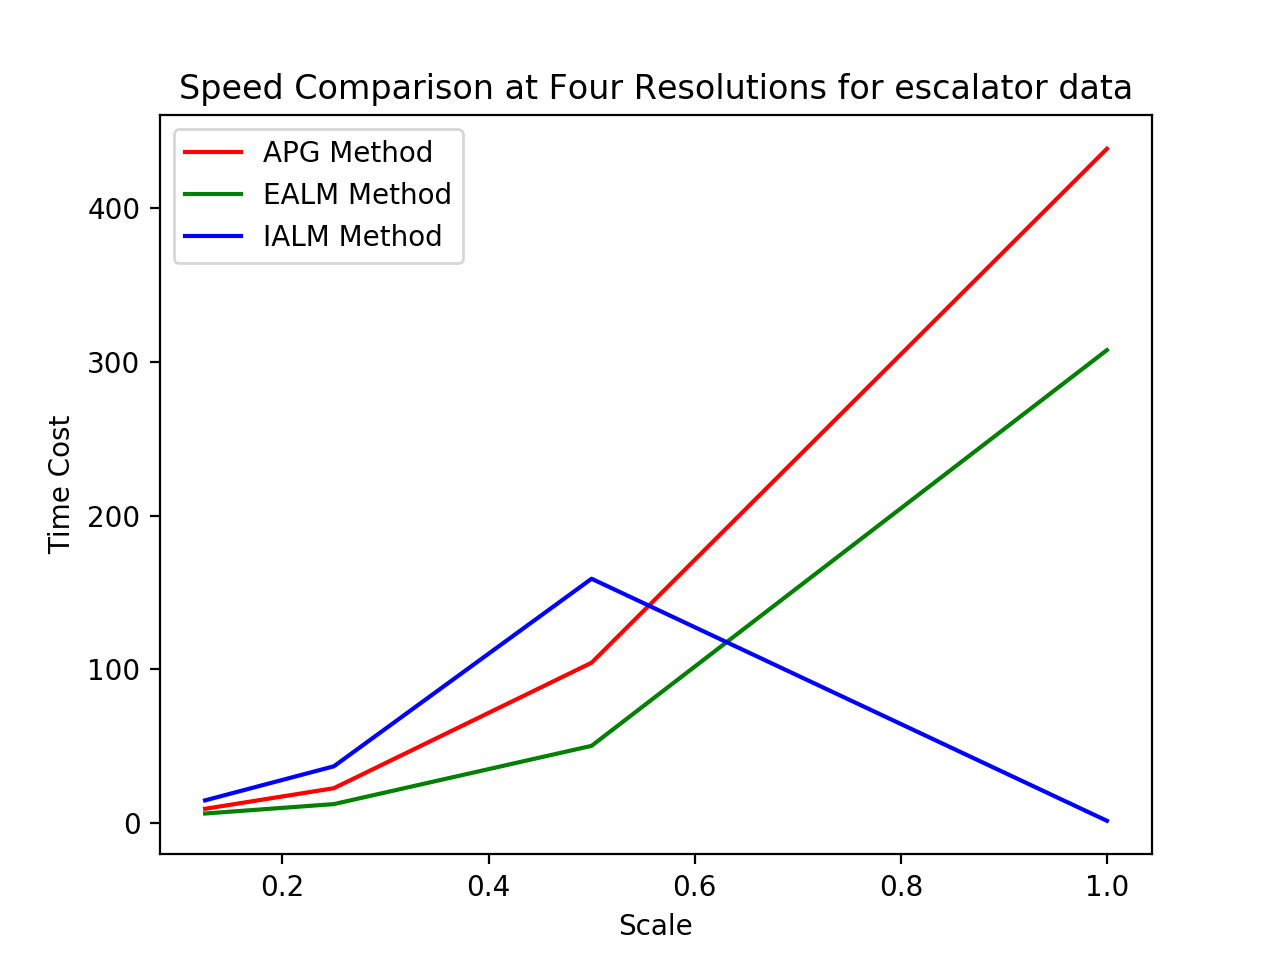 Speed Comparison at Four Resolutions for escalator data
APG Method
EALM Method
IALM Method
400
300
200
100
0
Time Cost
0.2 0.4 0.6 0.8 1.0
Scale